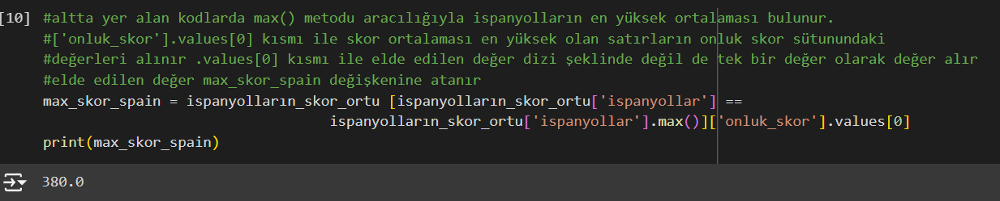 [10] #altta yer alan kodlarda max() metodu aracılığıyla ispanyolların en yüksek ortalaması bulunur.
#['onluk_skor'].values[0] kısmı ile skor ortalaması en yüksek olan satırların onluk skor sütunundaki
#değerleri alınır .values[0] kısmı ile elde edilen değer dizi şeklinde değil de tek bir değer olarak değer alır
#elde edilen değer max_skor_spain değişkenine atanır
max_skor_spain = ispanyolların_skor_ortu [ispanyolların_skor_ortu['ispanyollar'] ==
ispanyolların_skor_ortu['ispanyollar'].max()]['onluk_skor'].values[0]
print(max_skor_spain)
380.0